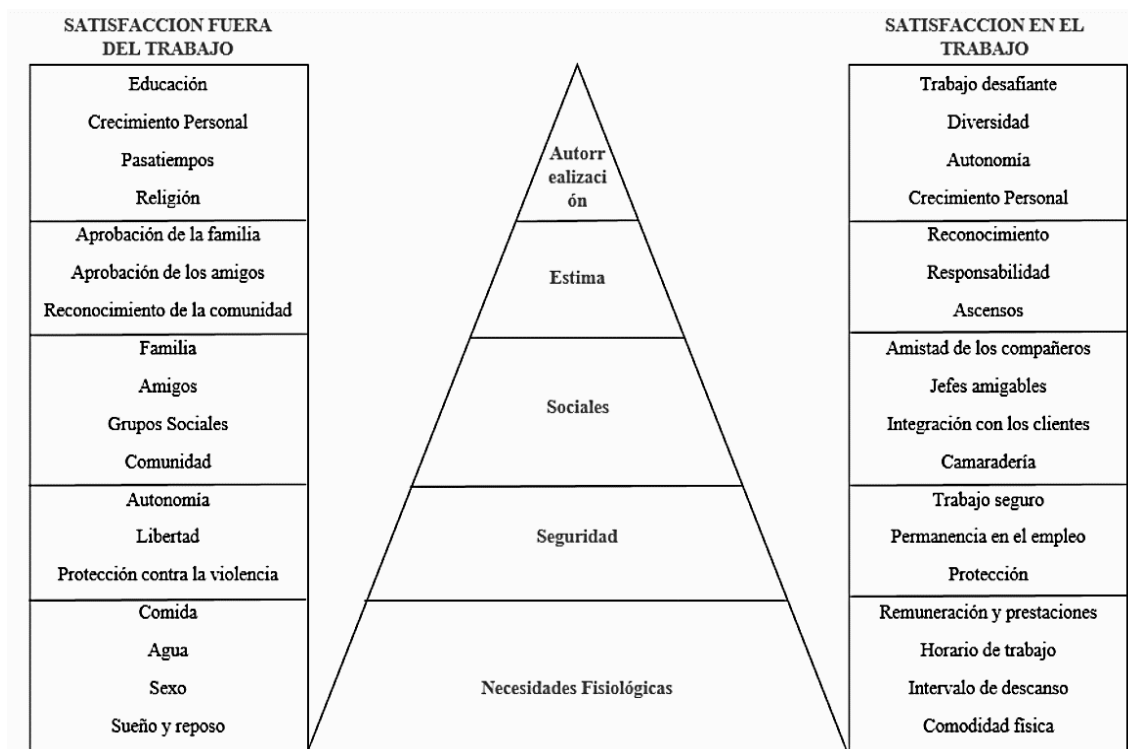 SATISFACCION FUERA
DEL TRABAJO
Educación
Crecimiento Personal
Pasatiempos
Religión
Aprobación de la familia
Aprobación de los amigos
Reconocimiento de la comunidad
Familia
Amigos
Grupos Sociales
Comunidad
Autonomía
Libertad
Protección contra la violencia
Comida
Agua
Sexo
Sueño y reposo
Autorr
ealizaci
ón
Estima
Sociales
Seguridad
Necesidades Fisiológicas
SATISFACCION EN EL
TRABAJO
Trabajo desafiante
Diversidad
Autonomía
Crecimiento Personal
Reconocimiento
Responsabilidad
Ascensos
Amistad de los compañeros
Jefes amigables
Integración con los clientes
Camaradería
Trabajo seguro
Permanencia en el empleo
Protección
Remuneración y prestaciones
Horario de trabajo
Intervalo de descanso
Comodidad física